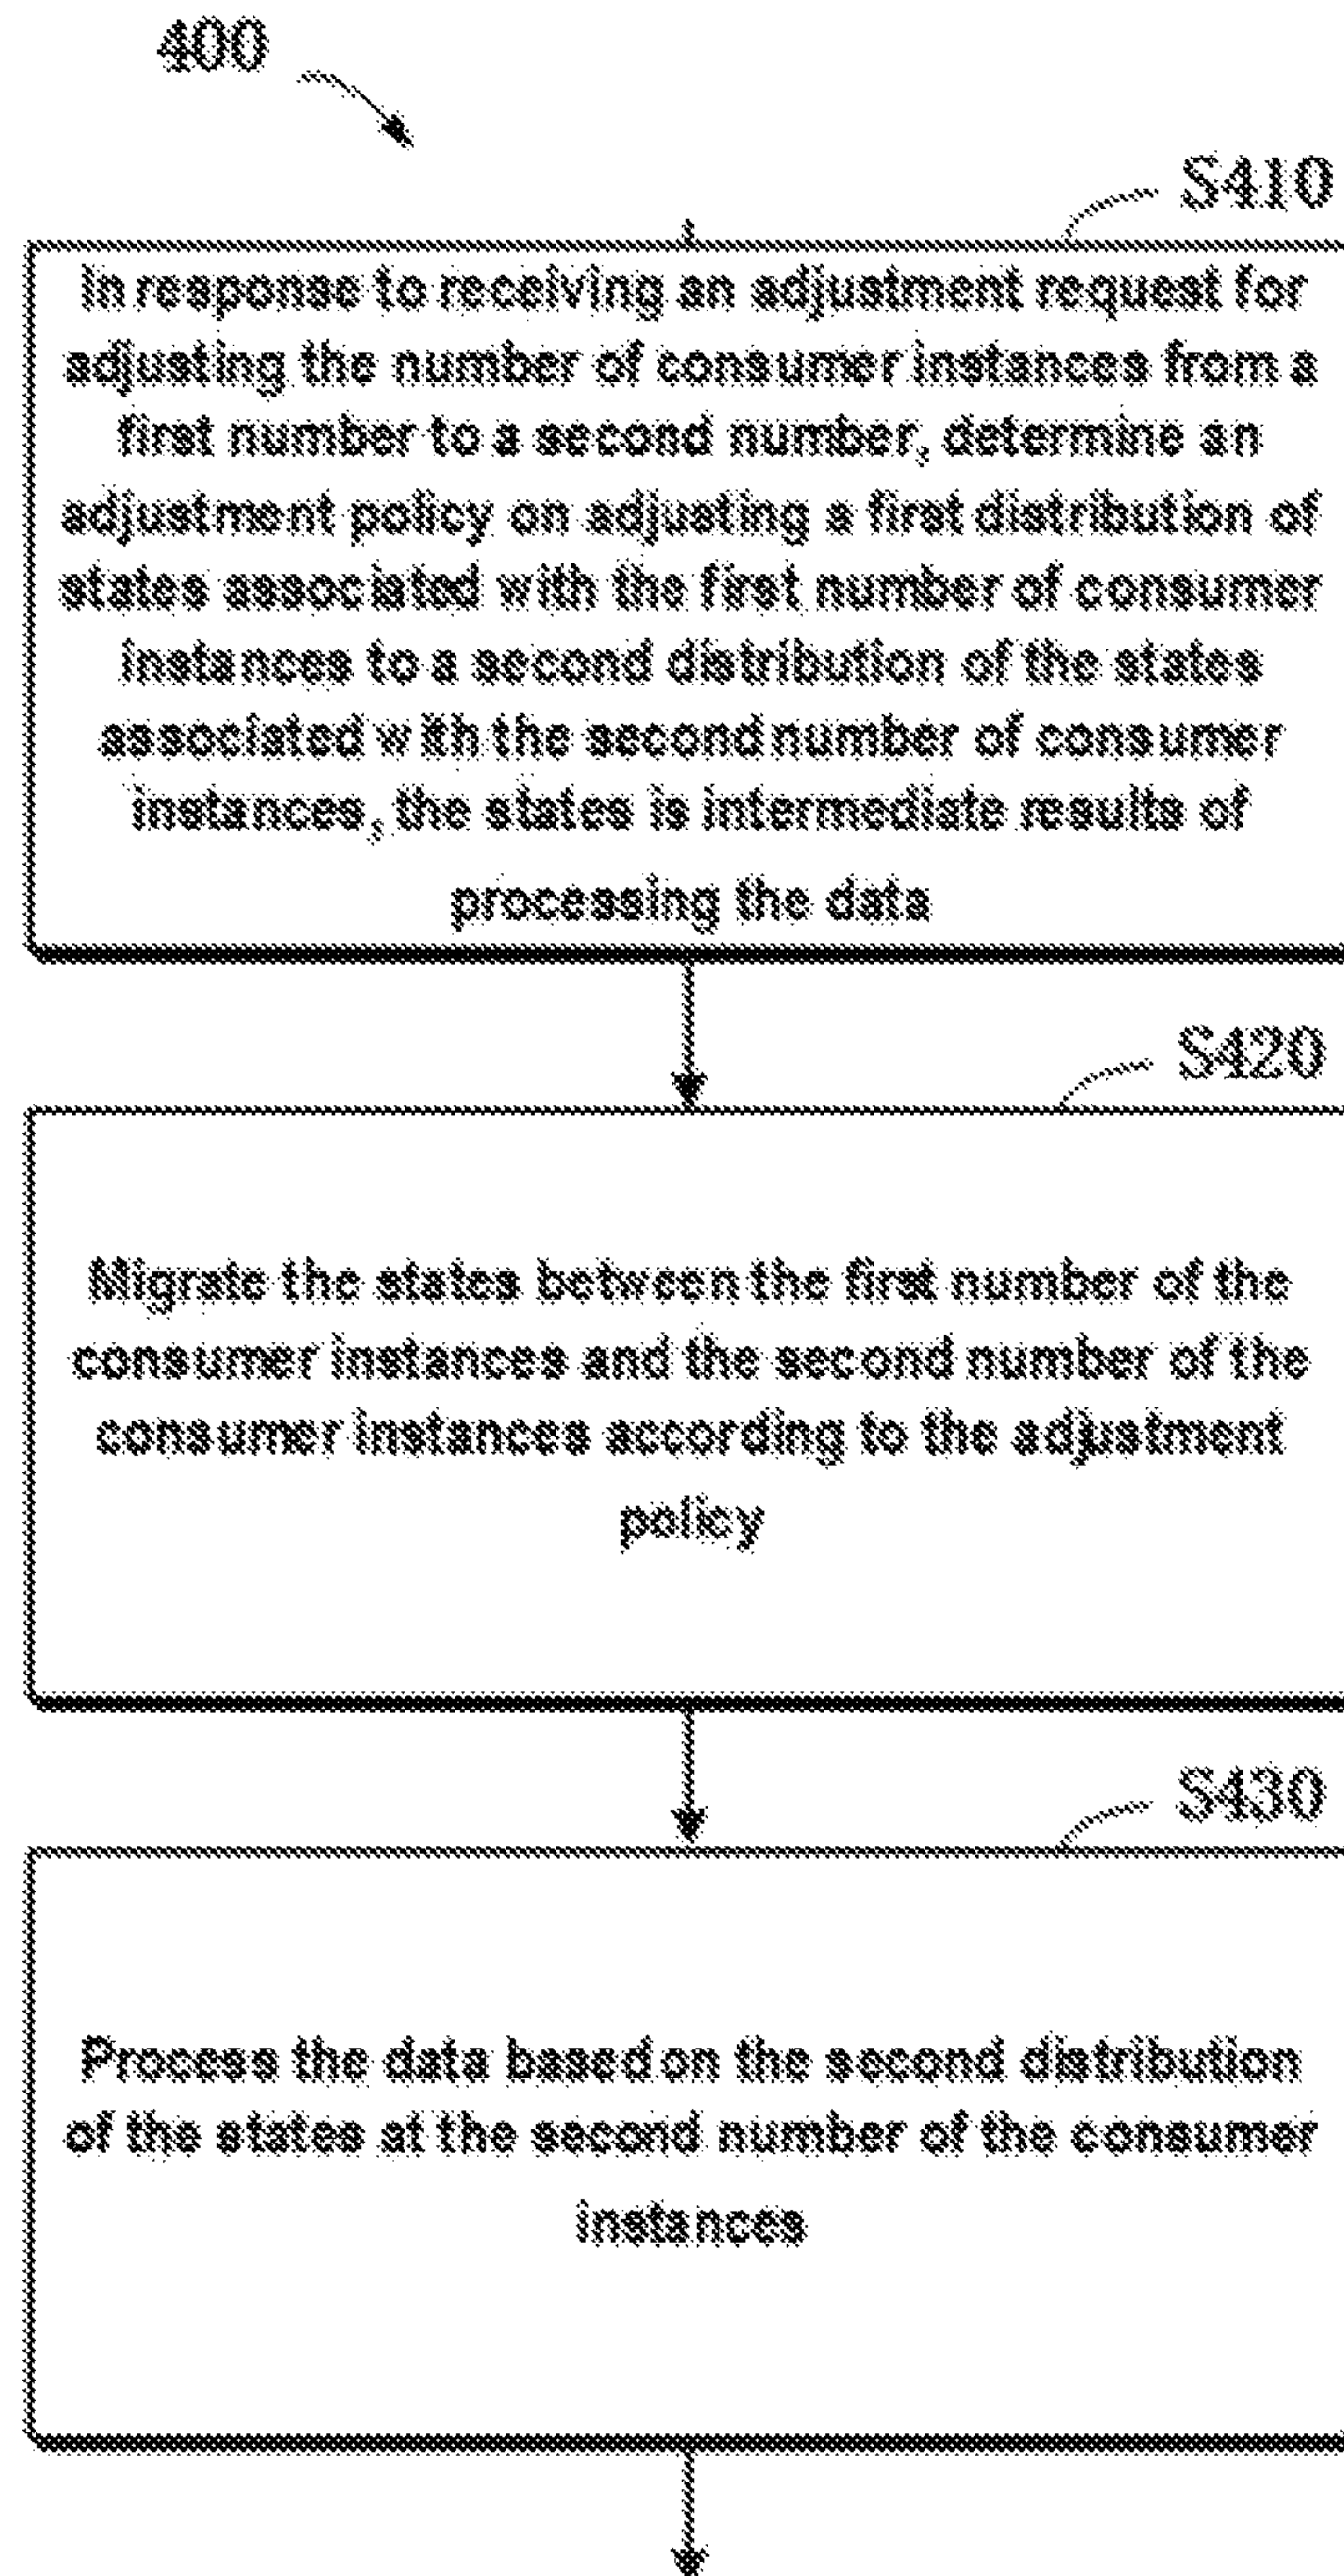 400
S410
In response to receiving an adjustment request for
adjusting the number of consumer instances from a
first number to a second number, determine an
adjustment policy on adjusting a first distribution of
states associated with the first number of consumer
instances to a second distribution of the states
associated with the second number of consumer
instances, the states is intermediate results of
processing the data
S420
Migrate the states between the first number of the
consumer instances and the second number of the
consumer instances according to the adjustment
policy
S430
Process the data based on the second distribution
of the states at the second number of the consumer
instances